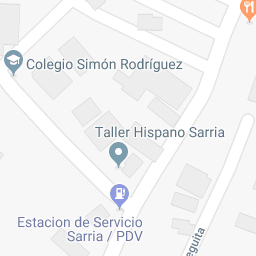 Colegio Simón Rodríguez
Taller Hispano Sarria
Estacion de Servicio
Sarria / PDV